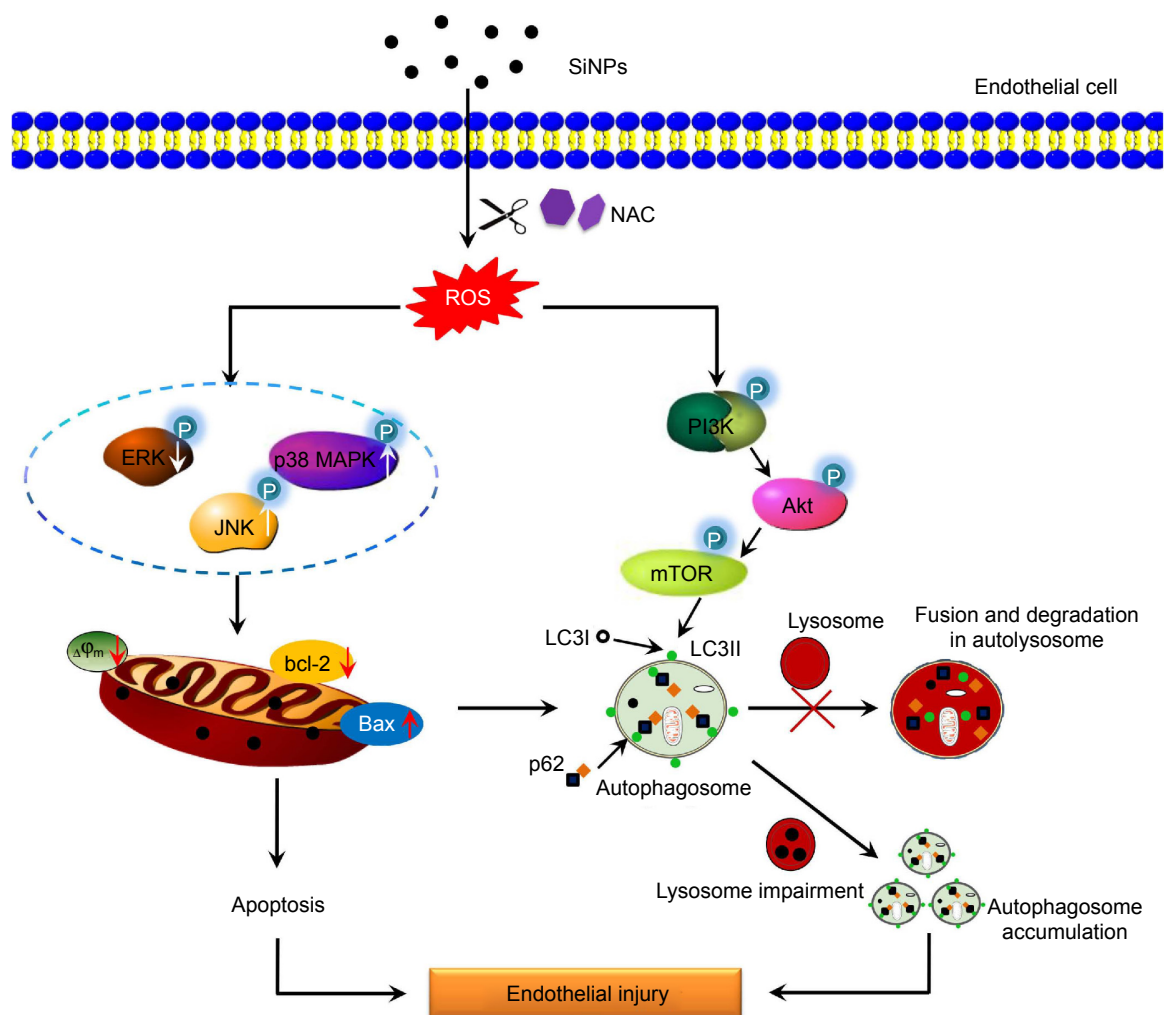 SiNPs
Endothelial cell
NAC
ROS
P
PI3K
P
ERK
P
p38 MAPK
P
JNK
P
Akt
P
mTOR
Δφm
bcl-2
Bax
LC3I
LC3II
Lysosome
Fusion and degradation
in autolysosome
p62
Autophagosome
Lysosome impairment
Apoptosis
Autophagosome
accumulation
Endothelial injury